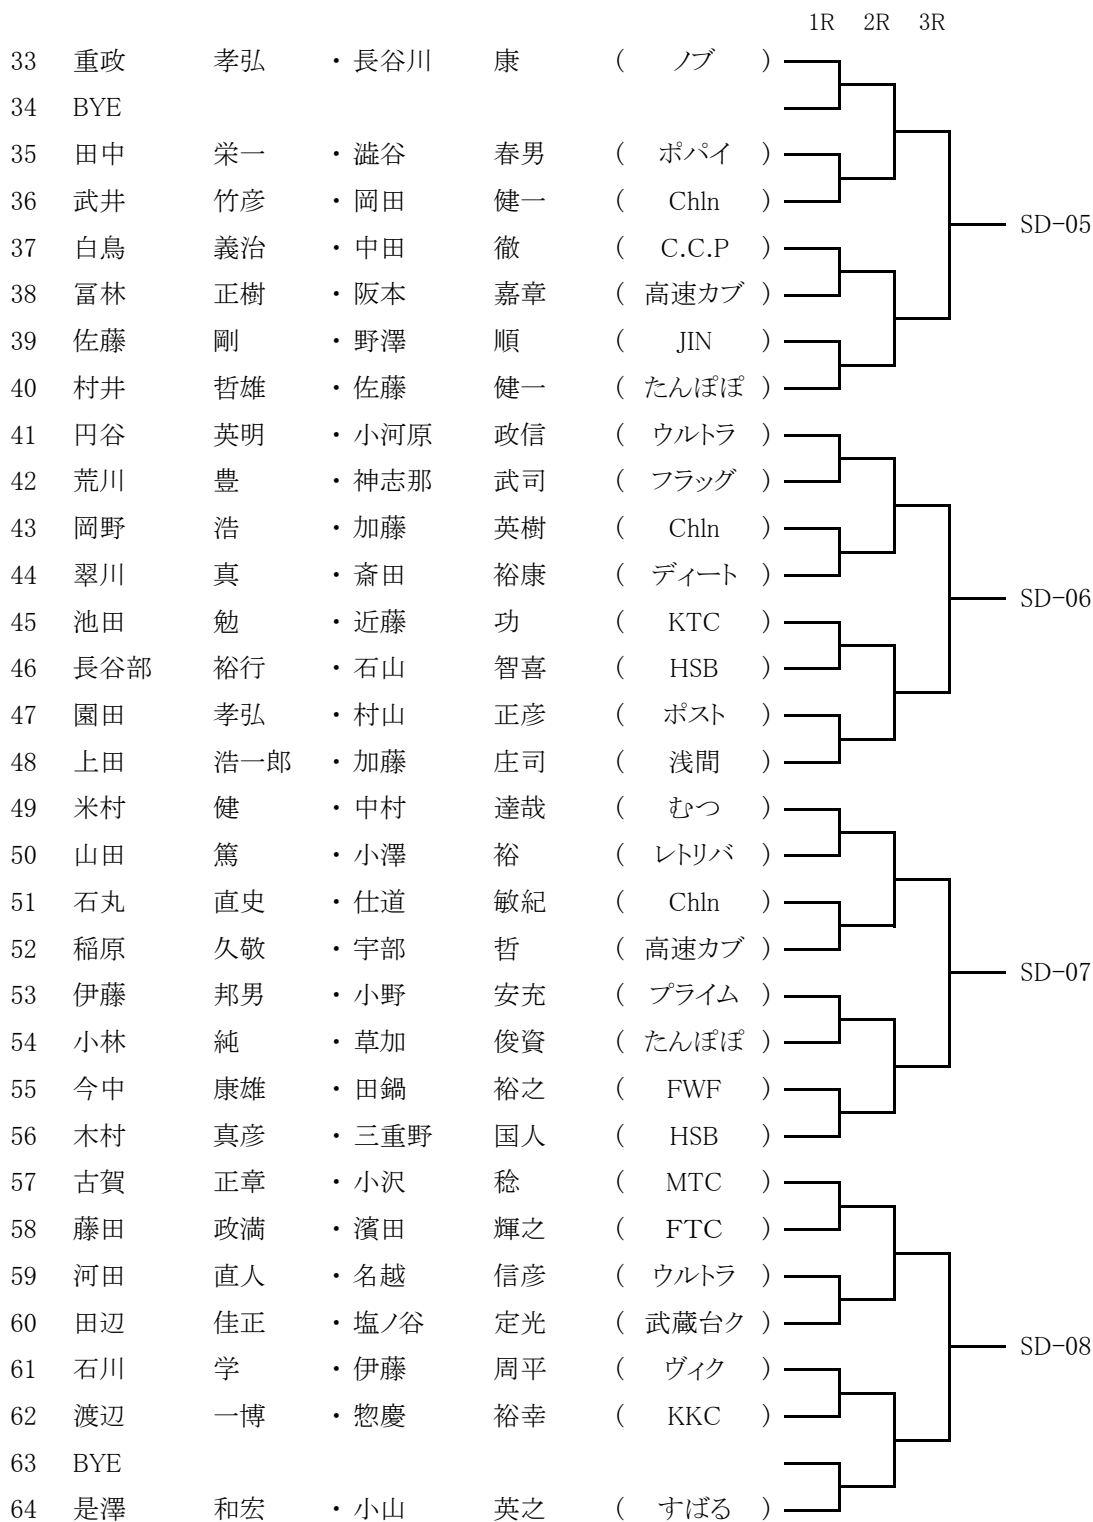 1R 2R 3R
33 重政 孝弘 ・長谷川 康 ( ノブ )
34 BYE
35 田中 栄一 ・澁谷 春男 ( ポパイ )
36 武井 竹彦 ・岡田 健一 ( Chln )
SD-05
37 白鳥 義治 ・中田 徹 ( C.C.P )
38 冨林 正樹 ・阪本 嘉章 ( 高速カブ )
39 佐藤 剛 ・野澤 順 ( JIN )
40 村井 哲雄 ・佐藤 健一 ( たんぽぽ )
41 円谷 英明 ・小河原 政信 ( ウルトラ )
42 荒川 豊 ・神志那 武司 ( フラッグ )
43 岡野 浩 ・加藤 英樹 ( Chln )
44 翠川 真 ・斎田 裕康 ( ディート )
SD-06
45 池田 勉 ・近藤 功 ( KTC )
46 長谷部 裕行 ・石山 智喜 ( HSB )
47 園田 孝弘 ・村山 正彦 ( ポスト )
48 上田 浩一郎 ・加藤 庄司 ( 浅間 )
49 米村 健 ・中村 達哉 ( むつ )
50 山田 篤 ・小澤 裕 ( レトリバ )
51 石丸 直史 ・仕道 敏紀 ( Chln )
52 稲原 久敬 ・宇部 哲 ( 高速カブ )
SD-07
53 伊藤 邦男 ・小野 安充 ( プライム )
54 小林 純 ・草加 俊資 ( たんぽぽ )
55 今中 康雄 ・田鍋 裕之 ( FWF )
56 木村 真彦 ・三重野 国人 ( HSB )
57 古賀 正章 ・小沢 稔 ( MTC )
58 藤田 政満 ・濱田 輝之 ( FTC )
59 河田 直人 ・名越 信彦 ( ウルトラ )
60 田辺 佳正 ・塩ノ谷 定光 ( 武蔵台ク )
SD-08
61 石川 学 ・伊藤 周平 ( ヴィク )
62 渡辺 一博 ・惣慶 裕幸 ( KKC )
63 BYE
64 是澤 和宏 ・小山 英之 ( すばる )